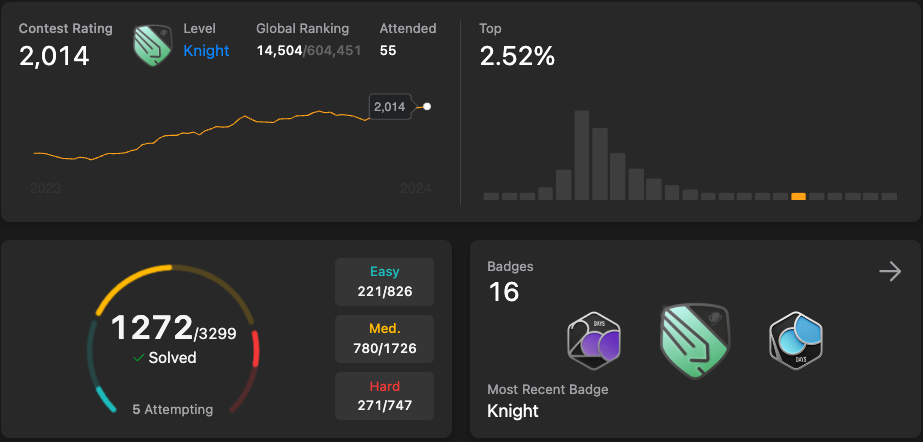 Contest Rating
2,014
Level
Knight
Global Ranking
14,504/604,451
Attended
55
2,014
2023
2024
Top
2.52%
1272/3299
Solved
5 Attempting
Easy
221/826
Med.
780/1726
Hard
271/747
Badges
16
DAYS
DAYS
Most Recent Badge
Knight